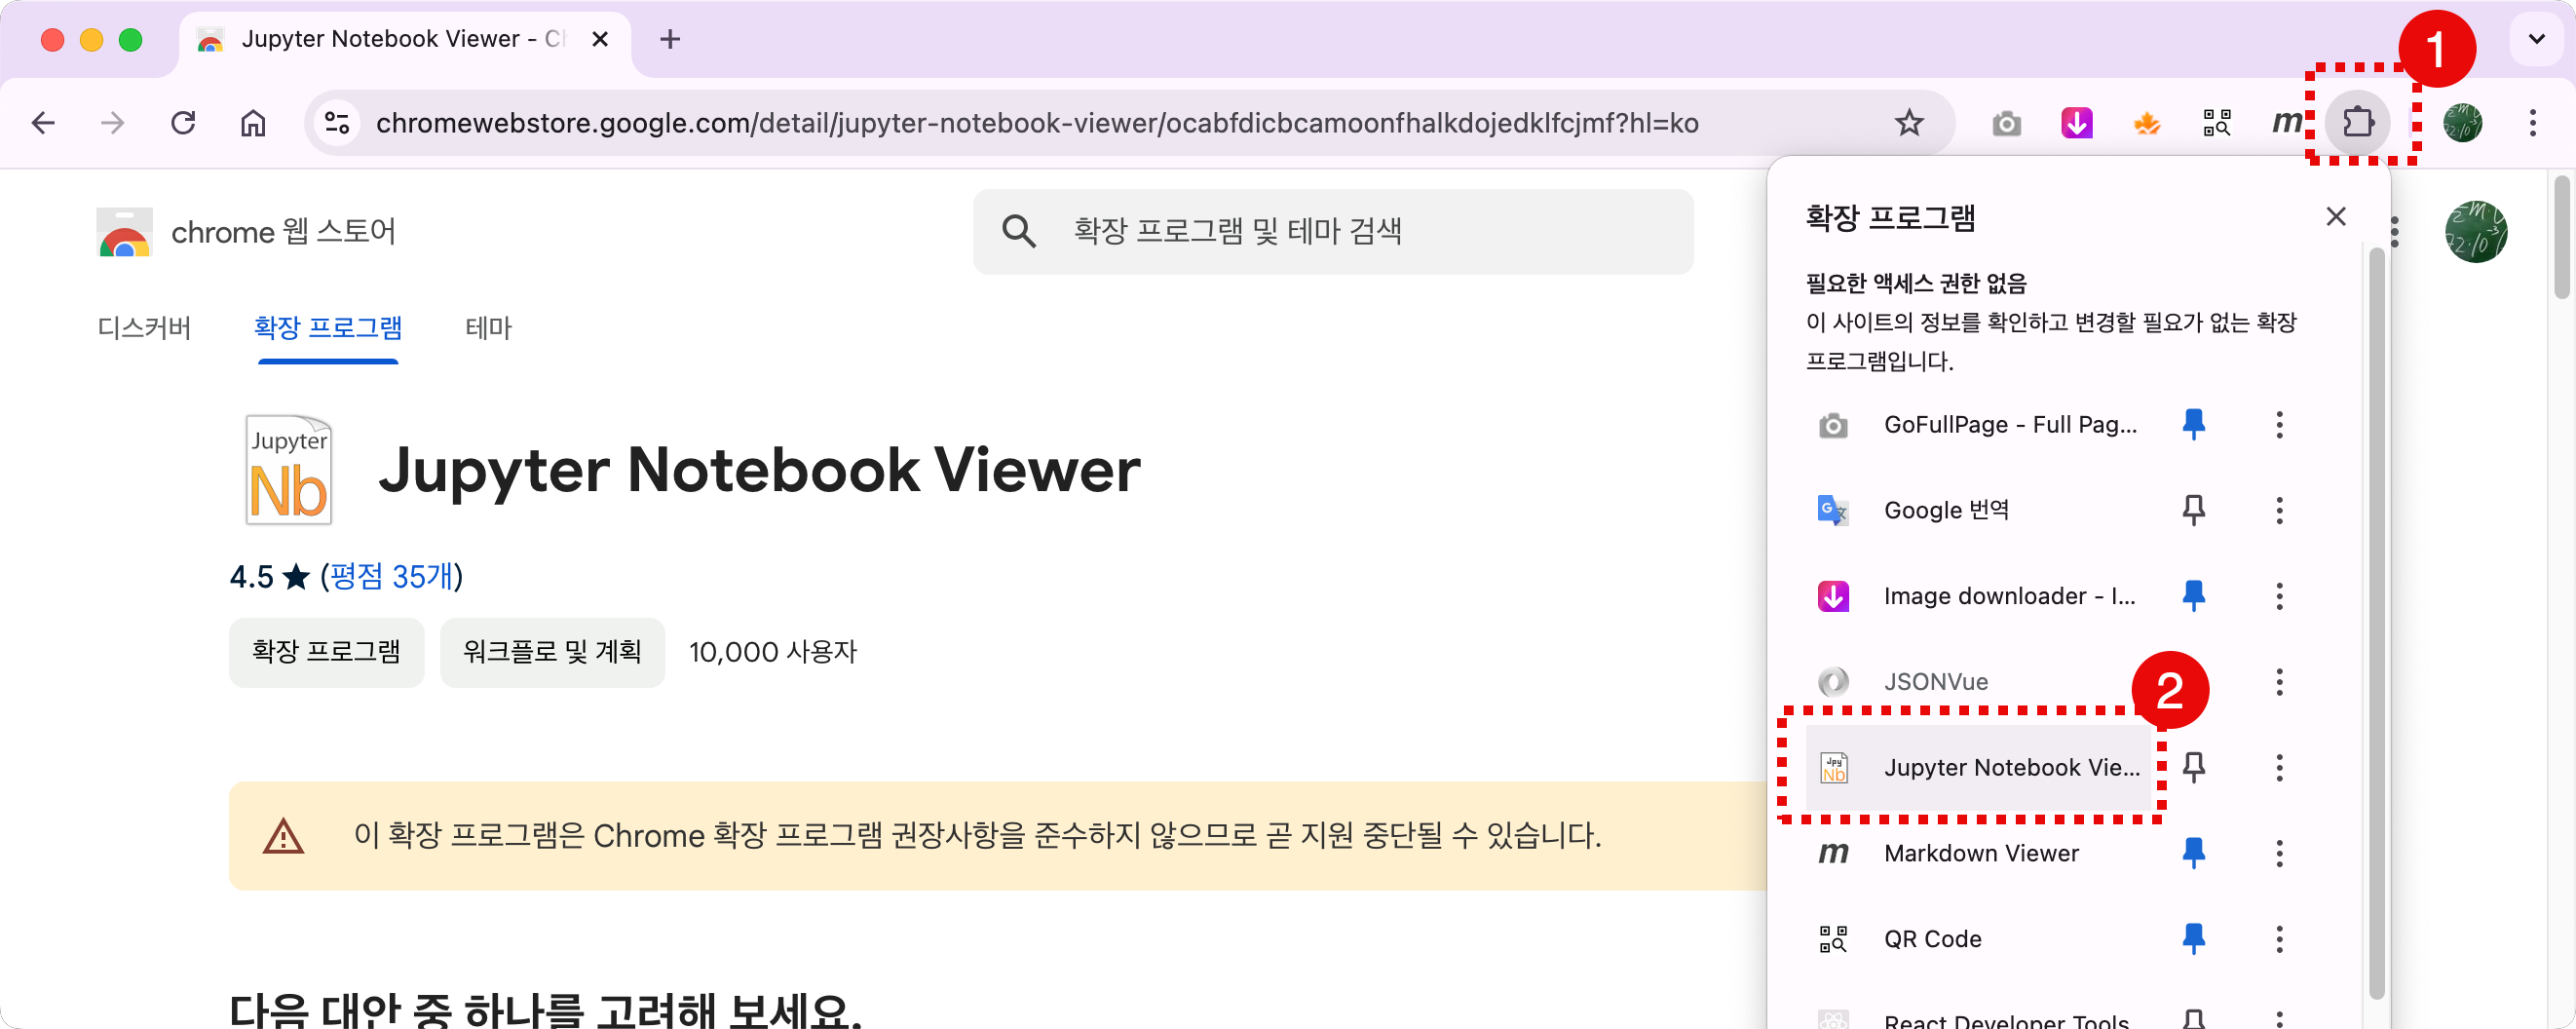 Jupyter Notebook Viewer - Ch
1
chromewebstore.google.com/detail/jupyter-notebook-viewer/ocabfdicbcamoonfhalkdojedklfcjmf?hl=ko
m
chrome 웹 스토어
확장 프로그램 및 테마 검색
디스커버
확장 프로그램
테마
Jupyter
Nb
Jupyter Notebook Viewer
4.5 ★ (평점 35개)
확장 프로그램
워크플로 및 계획
10,000 사용자
이 확장 프로그램은 Chrome 확장 프로그램 권장사항을 준수하지 않으므로 곧 지원 중단될 수 있습니다.
다음 대안 중 하나를 고려해 보세요.
확장 프로그램
필요한 액세스 권한 없음
이 사이트의 정보를 확인하고 변경할 필요가 없는 확장
프로그램입니다.
GoFullPage - Full Pag...
Google 번역
Image downloader - I...
JSONVue
2
Jpy
Nb
Jupyter Notebook Vie...
m
Markdown Viewer
QR Code
React Developer Tools